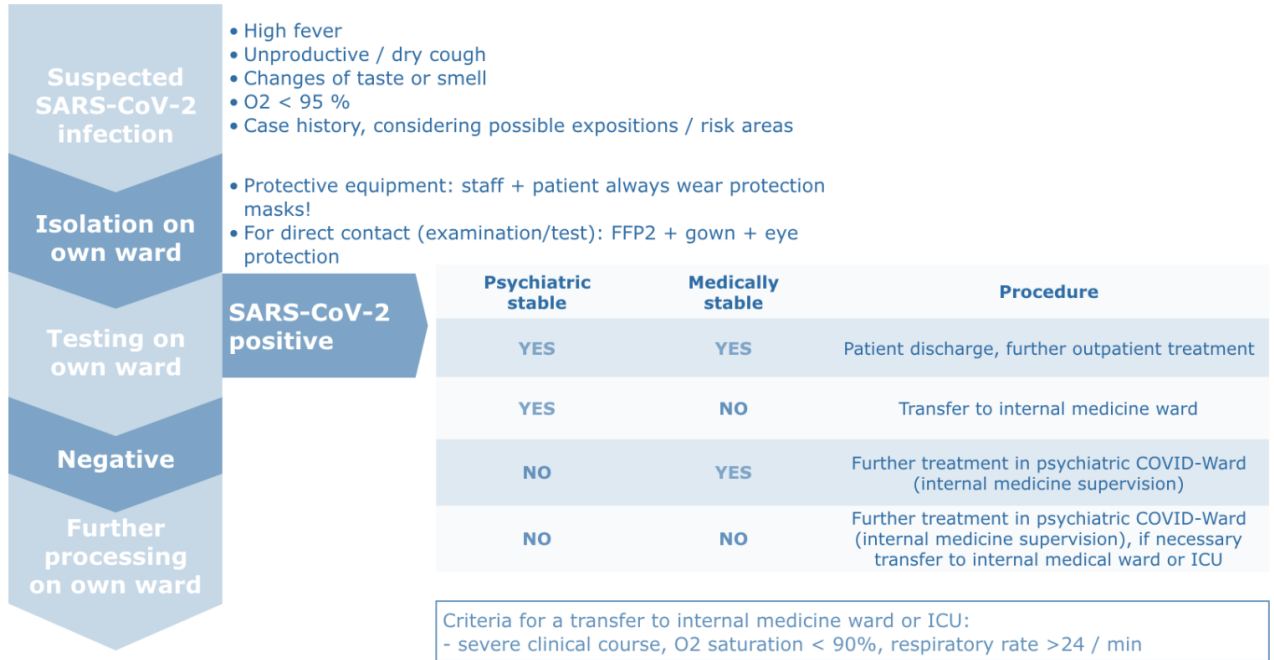 Suspected
SARS-CoV-2
infection
• High fever
• Unproductive / dry cough
• Changes of taste or smell
• O2 < 95 %
• Case history, considering possible expositions / risk areas
Isolation on
own ward
• Protective equipment: staff + patient always wear protection
masks!
• For direct contact (examination/test): FFP2 + gown + eye
protection
Testing on
own ward
SARS-CoV-2
positive
Psychiatric
stable
Medically
stable
Procedure
YES
YES
Patient discharge, further outpatient treatment
YES
NO
Transfer to internal medicine ward
NO
YES
Further treatment in psychiatric COVID-Ward
(internal medicine supervision)
NO
NO
Further treatment in psychiatric COVID-Ward
(internal medicine supervision), if necessary
transfer to internal medical ward or ICU
Negative
Further
processing
on own ward
Criteria for a transfer to internal medicine ward or ICU:
- severe clinical course, O2 saturation < 90%, respiratory rate >24 / min